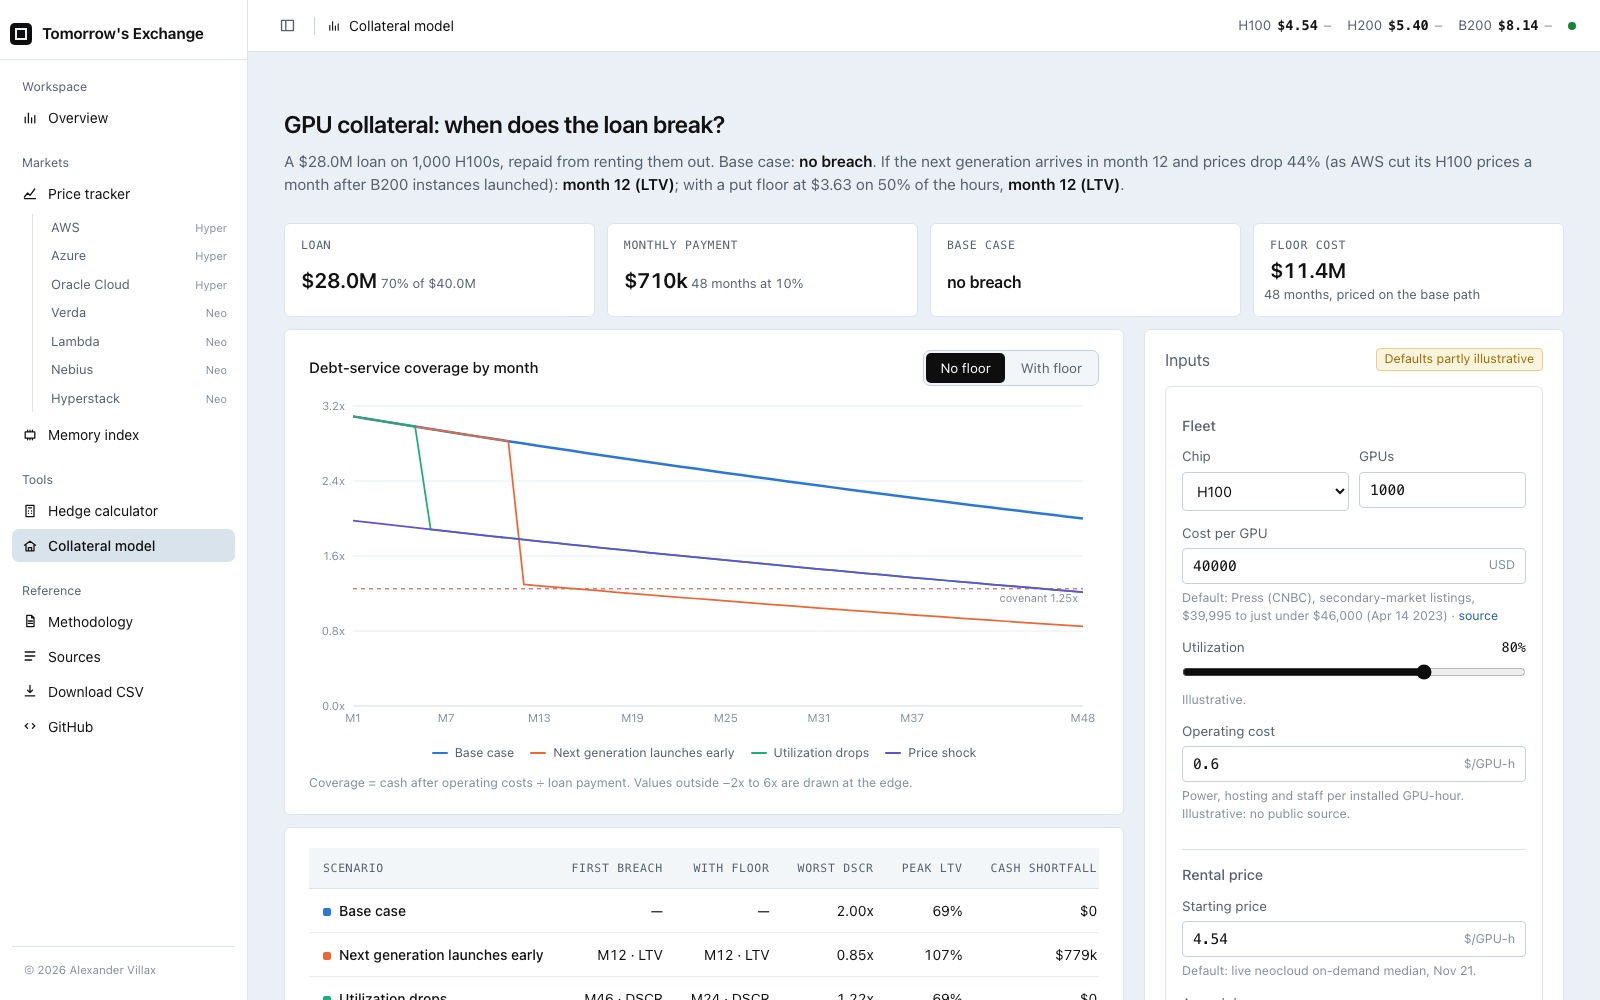 Tomorrow's Exchange
Workspace
Overview
Markets
Price tracker
AWS Hyper
Azure Hyper
Oracle Cloud Hyper
Verda Neo
Lambda Neo
Nebius Neo
Hyperstack Neo
Memory index
Tools
Hedge calculator
Collateral model
Reference
Methodology
Sources
Download CSV
GitHub
© 2026 Alexander Villax
Collateral model
H100 $4.54 – H200 $5.40 – B200 $8.14 –
GPU collateral: when does the loan break?
A $28.0M loan on 1,000 H100s, repaid from renting them out. Base case: no breach. If the next generation arrives in month 12 and prices drop 44% (as AWS cut its H100 prices a
month after B200 instances launched): month 12 (LTV); with a put floor at $3.63 on 50% of the hours, month 12 (LTV).
LOAN
$28.0M 70% of $40.0M
MONTHLY PAYMENT
$710k 48 months at 10%
BASE CASE
no breach
FLOOR COST
$11.4M
48 months, priced on the base path
Debt-service coverage by month
No floor With floor
3.2x
2.4x
1.6x
covenant 1.25x
0.8x
0.0x
M1 M7 M13 M19 M25 M31 M37 M48
Base case Next generation launches early Utilization drops Price shock
Coverage = cash after operating costs ÷ loan payment. Values outside −2x to 6x are drawn at the edge.
SCENARIO FIRST BREACH WITH FLOOR WORST DSCR PEAK LTV CASH SHORTFALL
Base case — — 2.00x 69% $0
Next generation launches early M12 · LTV M12 · LTV 0.85x 107% $779k
Utilization drops M46 · DSCR M24 · DSCR 1.22x 69% $0
Inputs
Defaults partly illustrative
Fleet
Chip GPUs
H100 1000
Cost per GPU
40000 USD
Default: Press (CNBC), secondary-market listings,
$39,995 to just under $46,000 (Apr 14 2023) · source
Utilization 80%
Illustrative.
Operating cost
0.6 $/GPU-h
Power, hosting and staff per installed GPU-hour.
Illustrative: no public source.
Rental price
Starting price
4.54 $/GPU-h
Default: live neocloud on-demand median, Nov 21.